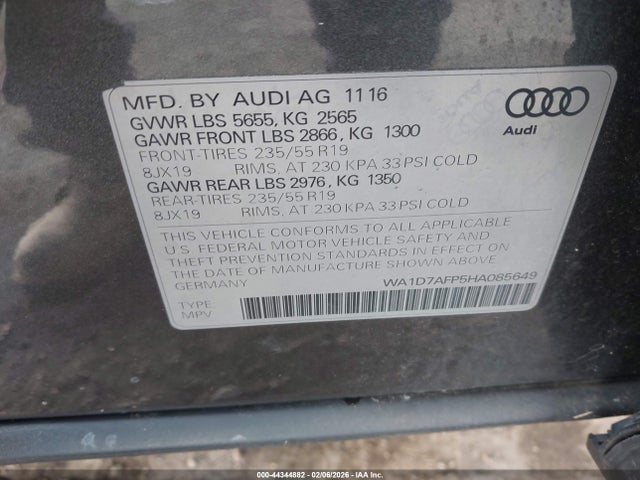 MFD. BY AUDI AG 1116
GVWR LBS 5655, KG 2565
GAWR FRONT LBS 2866, KG 1300
FRONT-TIRES 235/55 R19
8JX19 RIMS, AT 230 KPA 33 PSI COLD
GAWR REAR LBS 2976, KG 1350
REAR-TIRES 235/55 R19
8JX19 RIMS, AT 230 KPA 33 PSI COLD
Audi
THIS VEHICLE CONFORMS TO ALL APPLICABLE
U.S. FEDERAL MOTOR VEHICLE SAFETY AND
THEFT PREVENTION STANDARDS IN EFFECT ON
THE DATE OF MANUFACTURE SHOWN ABOVE
GERMANY
WA1D7AFP5HA085649
TYPE
MPV
000-44344882 | 02/06/2026 | IAA Inc.